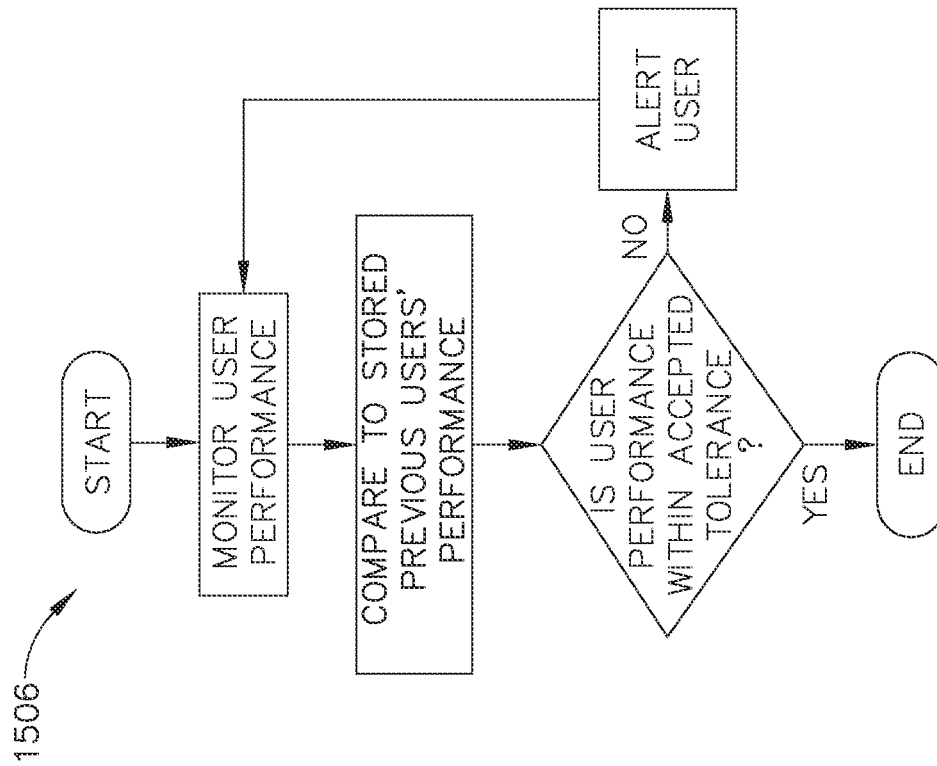 1506
START
MONITOR USER
PERFORMANCE
COMPARE TO STORED
PREVIOUS USERS'
PERFORMANCE
IS USER
PERFORMANCE
WITHIN ACCEPTED
TOLERANCE
?
NO
ALERT
USER
YES
END